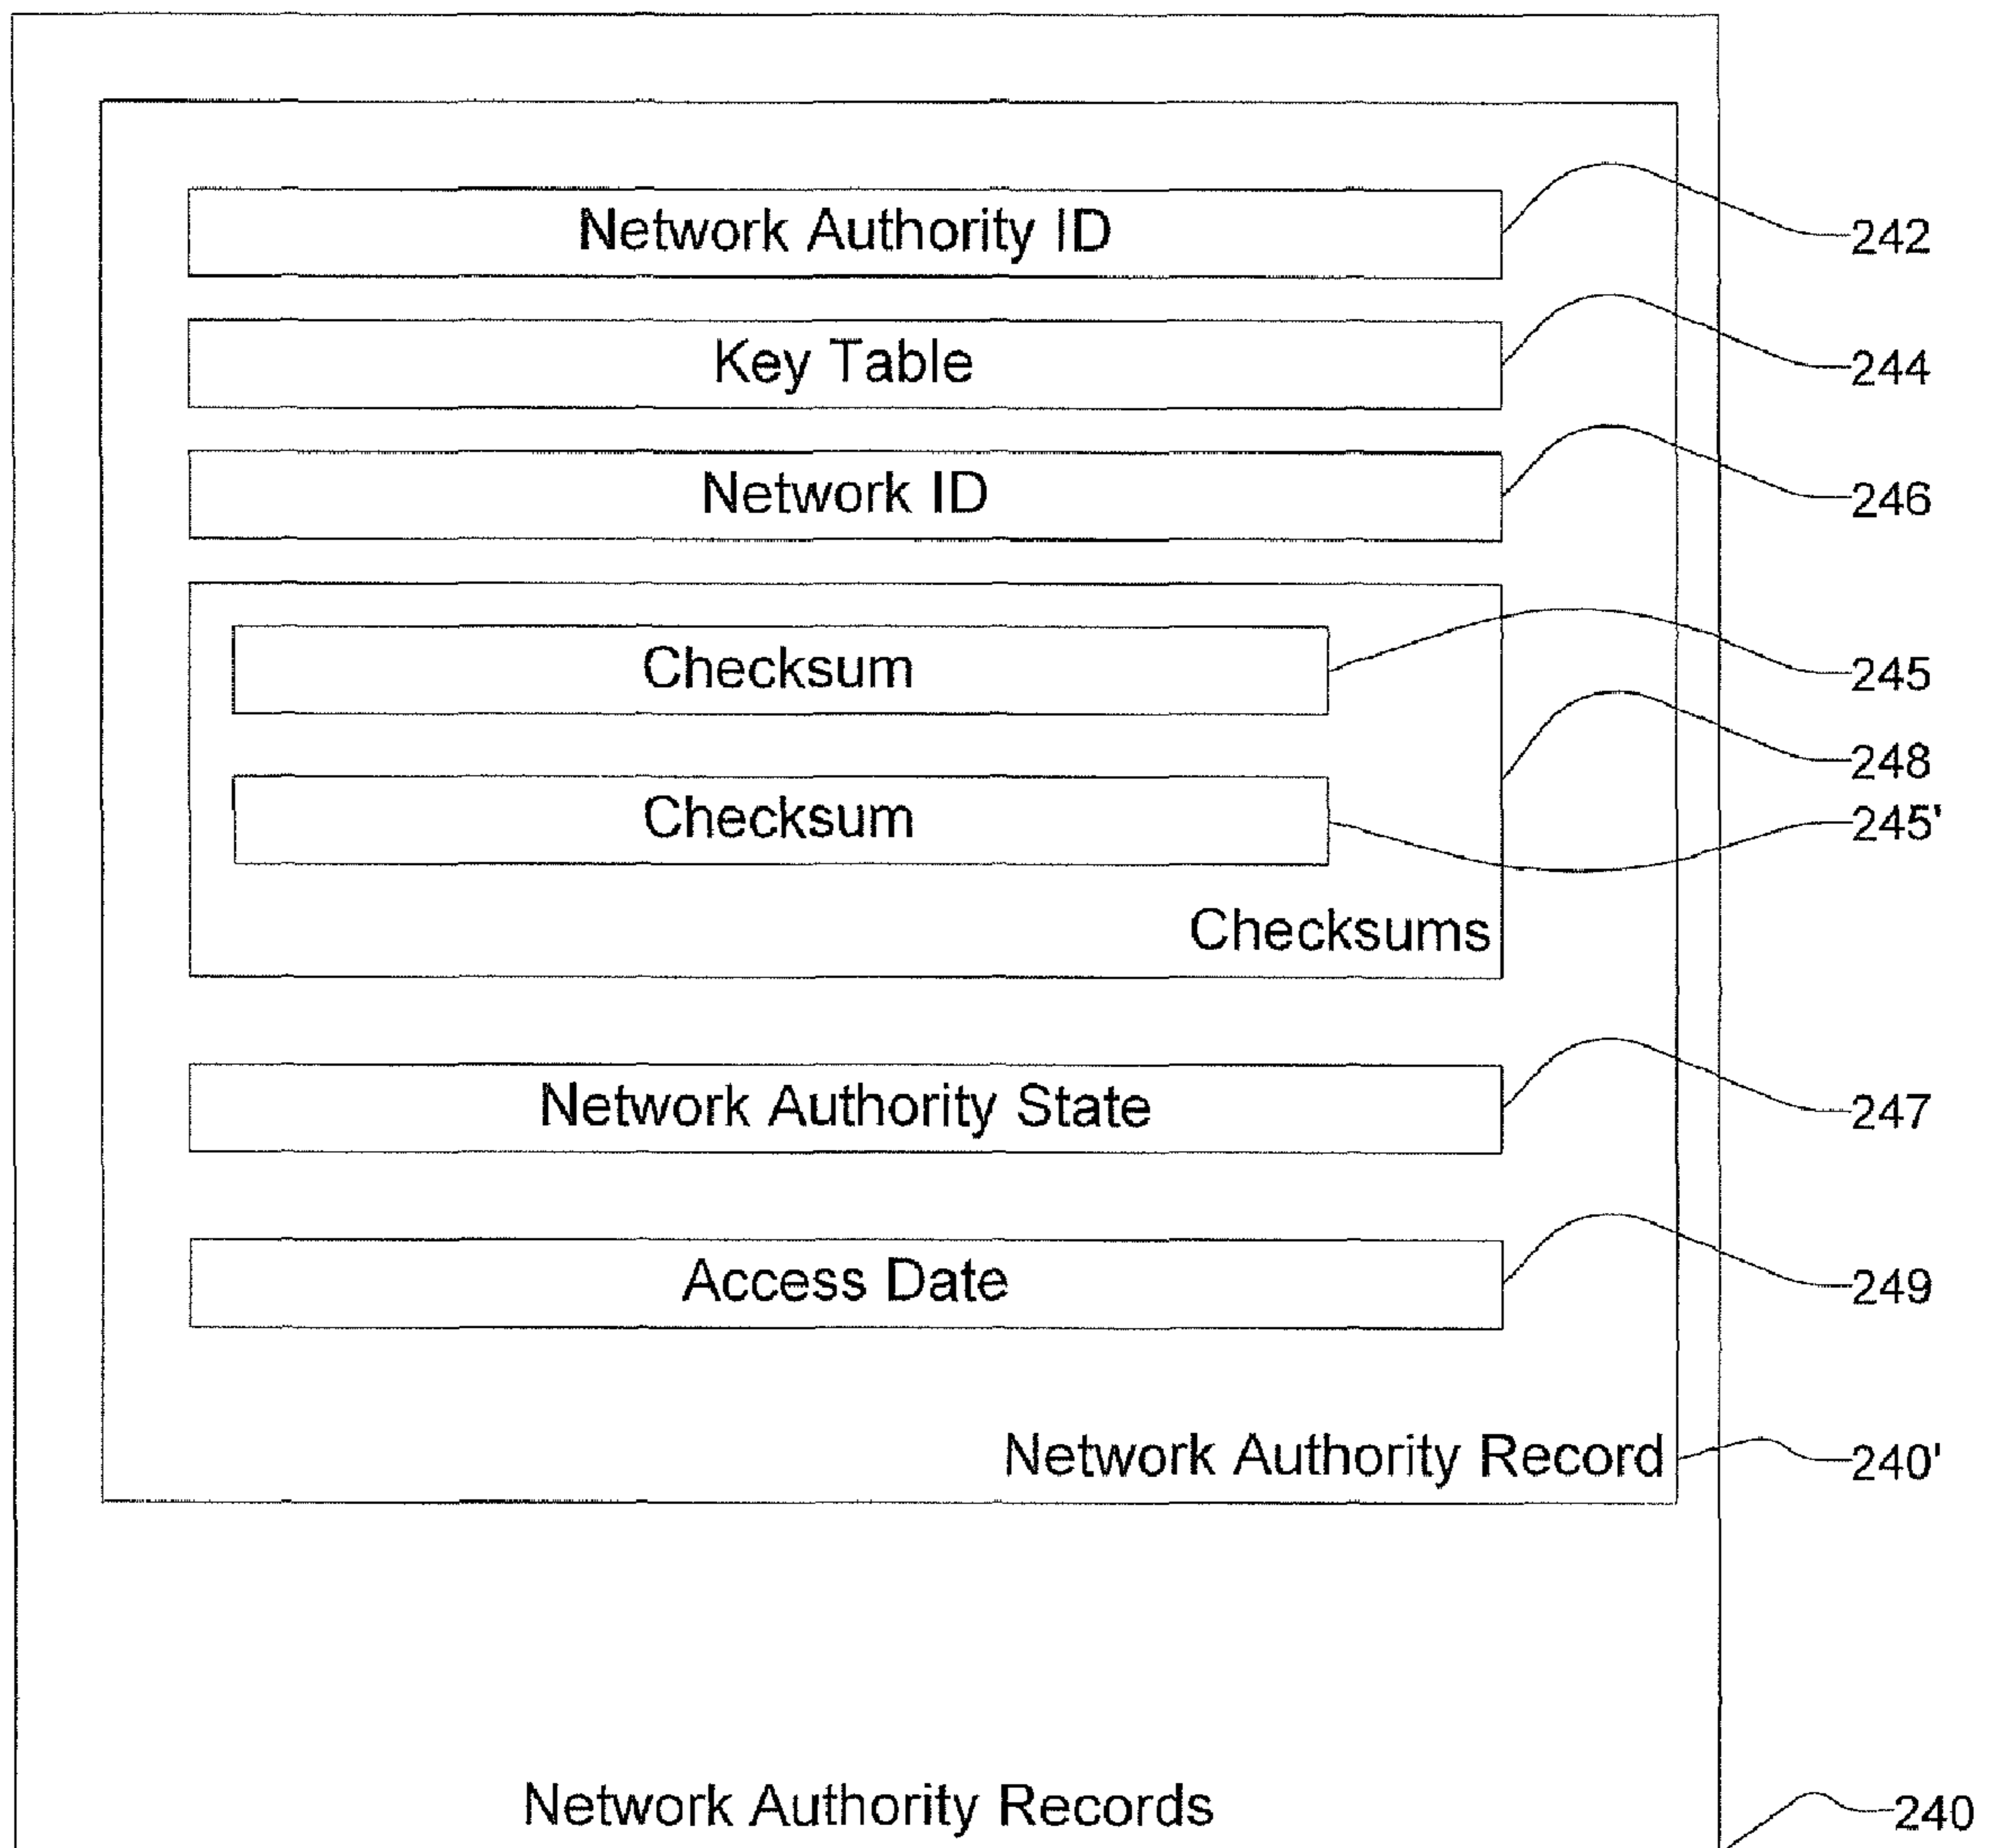 Network Authority ID
242
Key Table
244
Network ID
246
Checksum
245
248
Checksum
245'
Checksums
Network Authority State
247
Access Date
249
Network Authority Record
240'
Network Authority Records
240